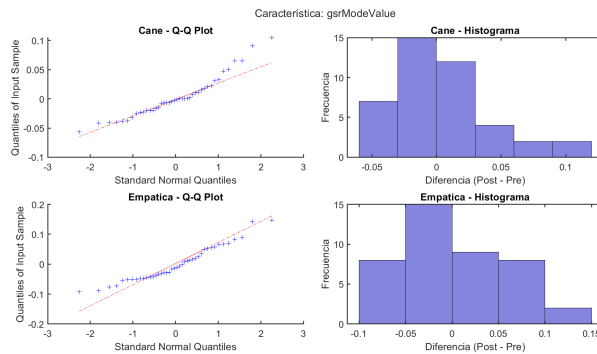 Característica: gsrModeValue
Cane - Q-Q Plot
Quantiles of Input Sample
0.1
0.05
0
-0.05
-0.1
-3 -2 -1 0 1 2 3
Standard Normal Quantiles
Cane - Histograma
Frecuencia
15
10
5
0
-0.05 0 0.05 0.1
Diferencia (Post - Pre)
Empatica - Q-Q Plot
Quantiles of Input Sample
0.2
0.1
0
-0.1
-0.2
-3 -2 -1 0 1 2 3
Standard Normal Quantiles
Empatica - Histograma
Frecuencia
15
10
5
0
-0.1 -0.05 0 0.05 0.1 0.15
Diferencia (Post - Pre)